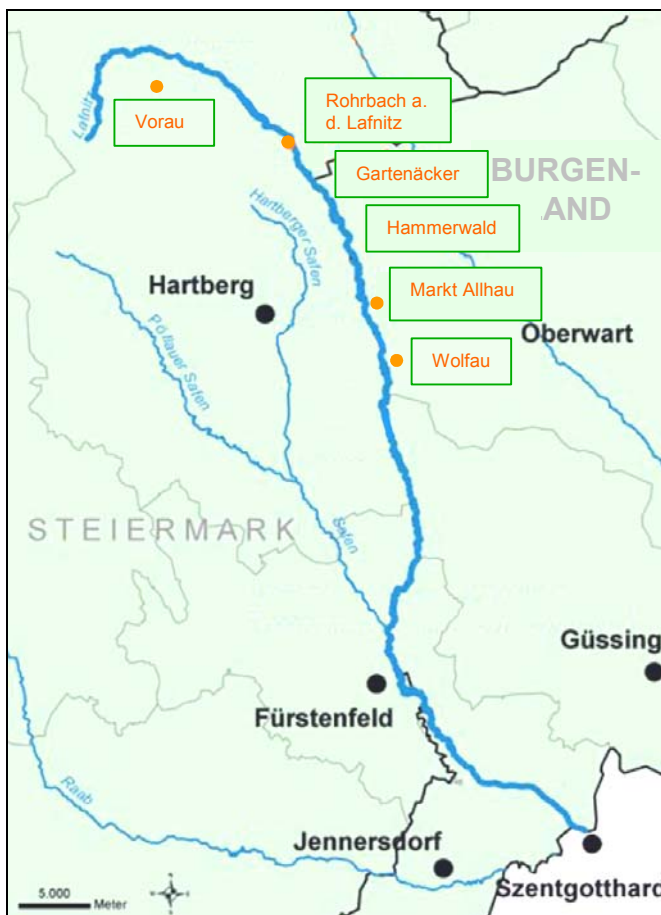 Lafnitz
Vorau
Rohrbach a.
d. Lafnitz
Gartenäcker
BURGEN-
AND
Hammerwald
Hartberger Safen
Markt Allhau
Hartberg
Oberwart
Pöllauer Safen
Wolfau
STEIERMARK
Safen
Güssing
Fürstenfeld
Raab
Jennersdorf
Szentgotthard
5.000 Meter